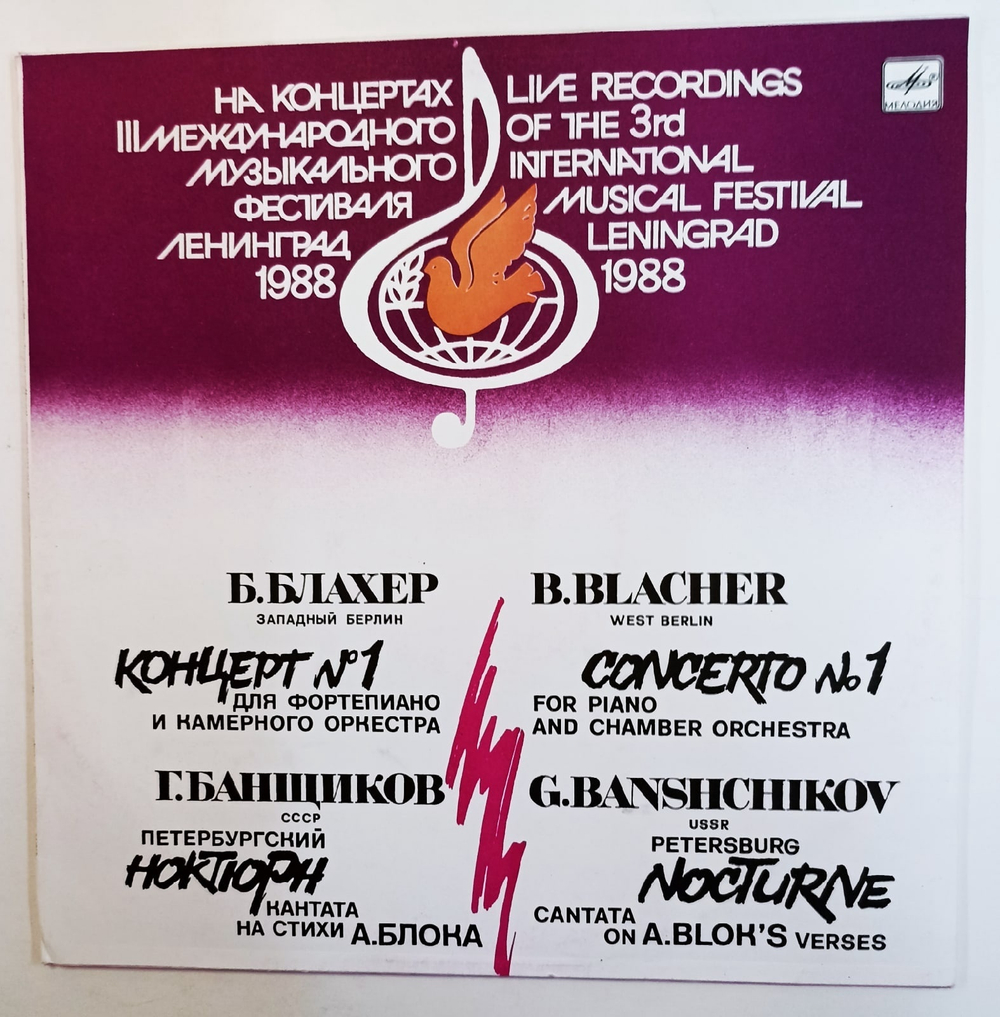 НА КОНЦЕРТАХ
III МЕЖДУНАРОДНОГО
МУЗЫКАЛЬНОГО
ФЕСТИВАЛЯ
ЛЕНИНГРАД
1988
LIVE RECORDINGS
OF THE 3rd
INTERNATIONAL
MUSICAL FESTIVAL
LENINGRAD
1988
МЕЛОДИЯ
Б.БЛАХЕР
ЗАПАДНЫЙ БЕРЛИН
КОНЦЕРТ №1
ДЛЯ ФОРТЕПИАНО
И КАМЕРНОГО ОРКЕСТРА
Г.БАНЩИКОВ
СССР
ПЕТЕРБУРГСКИЙ
НОКТЮРН
КАНТАТА
НА СТИХИ А.БЛОКА
B.BLACHER
WEST BERLIN
CONCERTO No1
FOR PIANO
AND CHAMBER ORCHESTRA
G.BANSHCHIKOV
USSR
PETERSBURG
NOCTURNE
CANTATA
ON A.BLOK'S VERSES